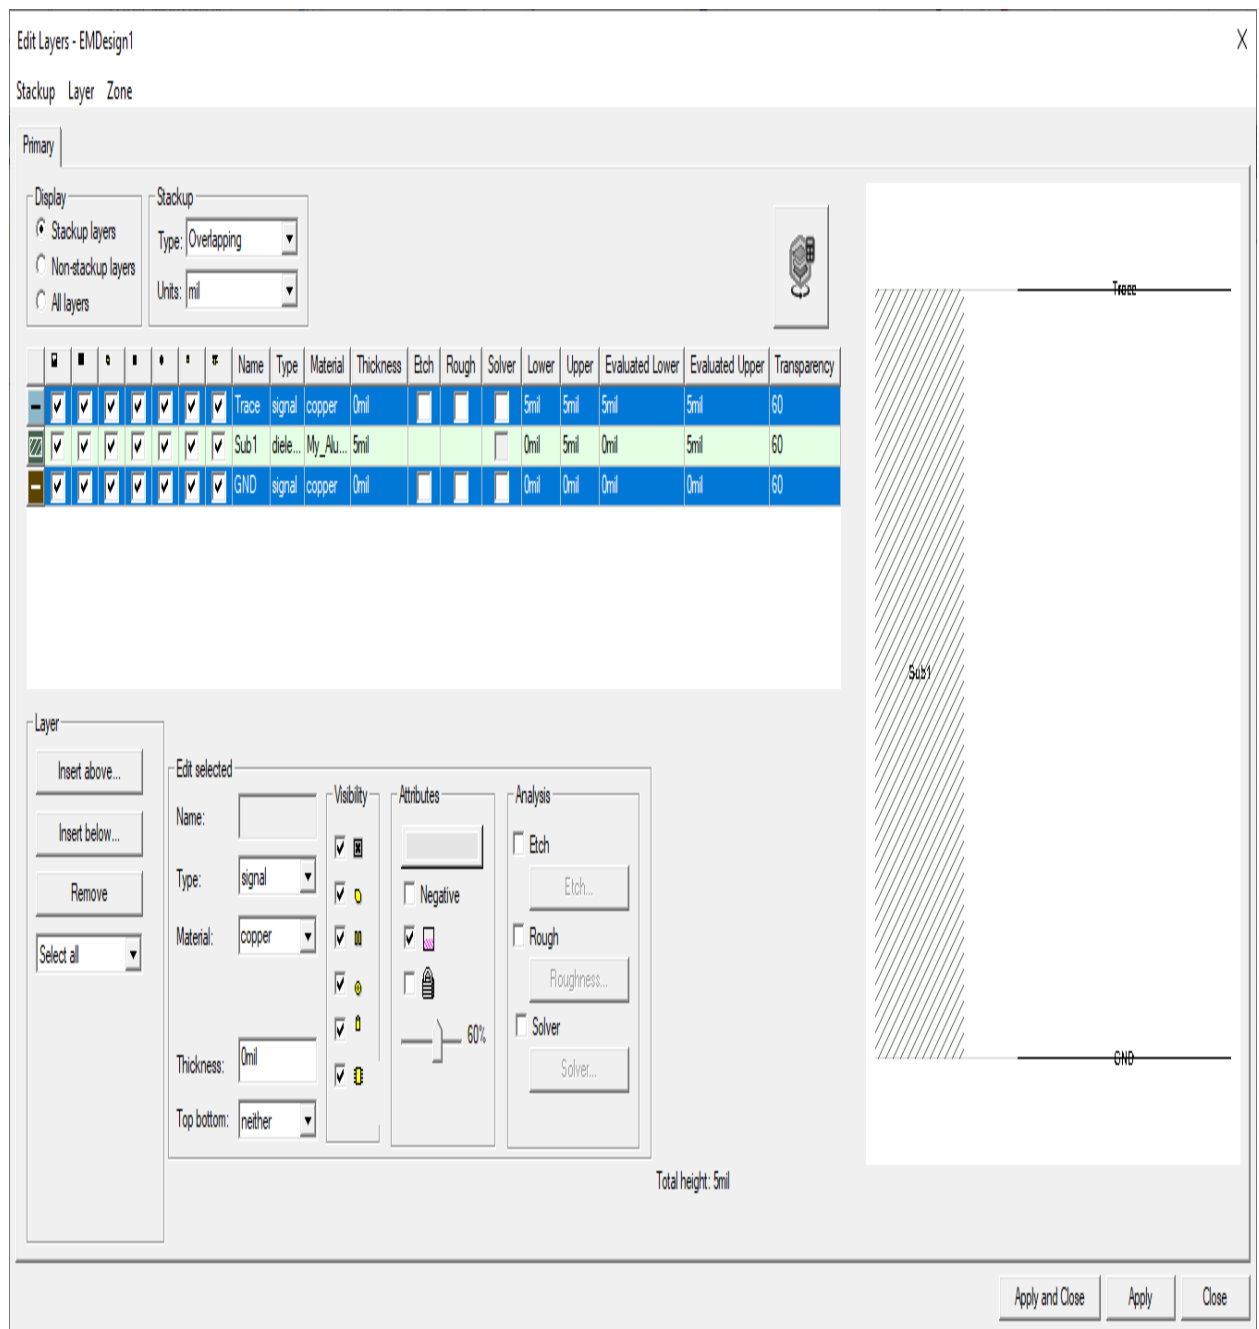 Edit Layers - EMDesign1
Stackup Layer Zone
Primary
Display
Stackup layers
Non-stackup layers
All layers
Stackup
Type: Overlapping
Units: mil
Name Type Material Thickness Etch Rough Solver Lower Upper Evaluated Lower Evaluated Upper Transparency
Trace signal copper 0mil 5mil 5mil 5mil 5mil 60
Sub1 diele... My_Alu... 5mil 0mil 5mil 0mil 5mil 60
GND signal copper 0mil 0mil 0mil 0mil 0mil 60
Trace
Sub1
GND
Layer
Insert above...
Insert below...
Remove
Select all
Edit selected
Name:
Type: signal
Material: copper
Thickness: 0mil
Top bottom: neither
Visibility
Attributes
Negative
60%
Analysis
Etch
Etch...
Rough
Roughness...
Solver
Solver...
Total height: 5mil
Apply and Close Apply Close